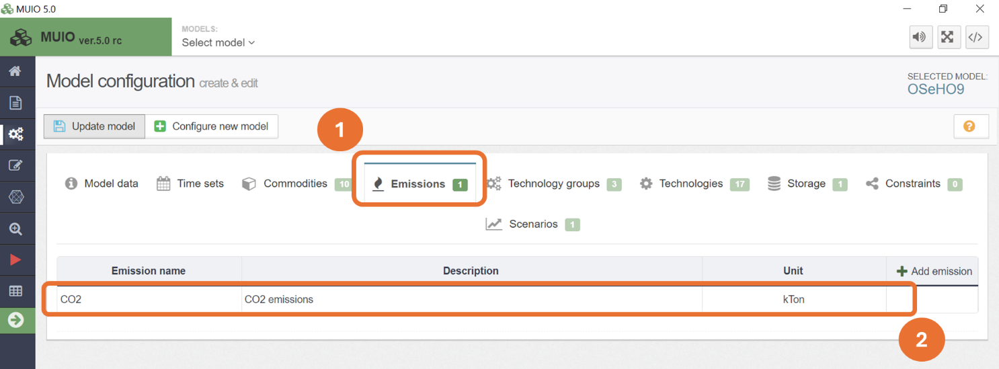 MUIO 5.0
MUIO ver.5.0 rc
MODELS:
Select model
Model configuration create & edit
SELECTED MODEL:
OSeHO9
Update model
Configure new model
?
1
Model data
Time sets
Commodities 10
Emissions 1
Technology groups 3
Technologies 17
Storage 1
Constraints 0
Scenarios 1
Emission name
Description
Unit
Add emission
CO2
CO2 emissions
kTon
2